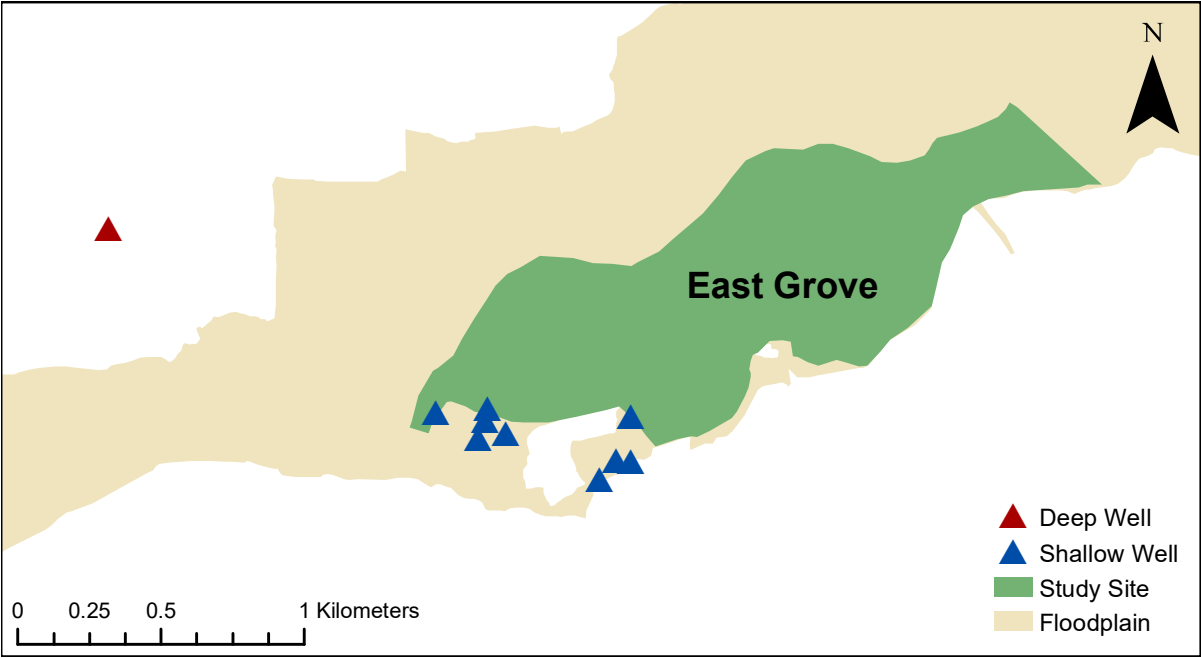 N
East Grove
Deep Well
Shallow Well
Study Site
Floodplain
0 0.25 0.5 1 Kilometers